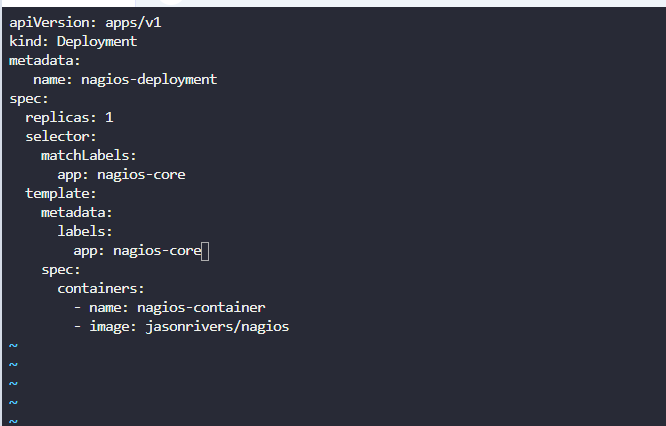 apiVersion: apps/v1
kind: Deployment
metadata:
   name: nagios-deployment
spec:
  replicas: 1
  selector:
    matchLabels:
      app: nagios-core
  template:
    metadata:
      labels:
        app: nagios-core
    spec:
      containers:
        - name: nagios-container
        - image: jasonrivers/nagios
~
~
~
~
~